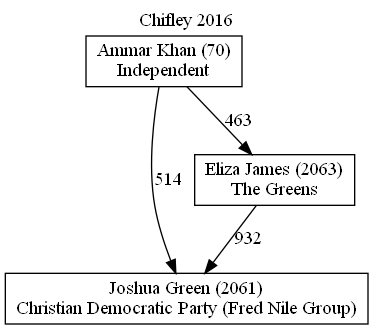 Chifley 2016
Ammar Khan (70)
Independent
463
Eliza James (2063)
The Greens
514
932
Joshua Green (2061)
Christian Democratic Party (Fred Nile Group)